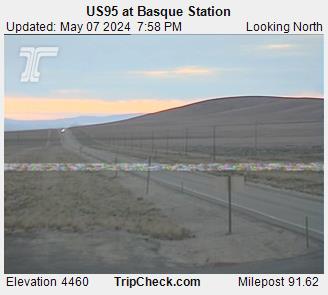 US95 at Basque Station
Updated: May 07 2024 7:58 PM Looking North
Elevation 4460 TripCheck.com Milepost 91.62